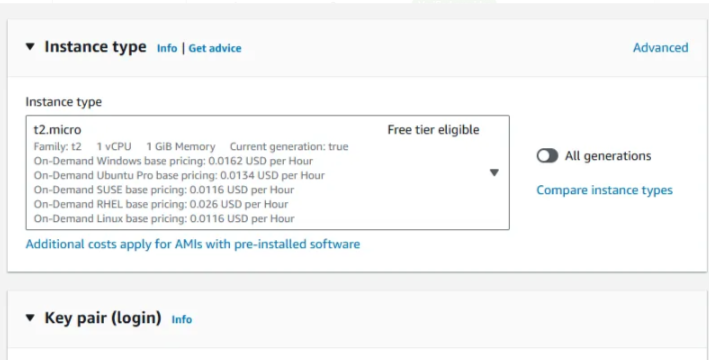 Instance type Info | Get advice Advanced
Instance type
t2.micro Free tier eligible
Family: t2 1 vCPU 1 GiB Memory Current generation: true
On-Demand Windows base pricing: 0.0162 USD per Hour
On-Demand Ubuntu Pro base pricing: 0.0134 USD per Hour
On-Demand SUSE base pricing: 0.0116 USD per Hour
On-Demand RHEL base pricing: 0.026 USD per Hour
On-Demand Linux base pricing: 0.0116 USD per Hour
All generations
Compare instance types
Additional costs apply for AMIs with pre-installed software
Key pair (login) Info